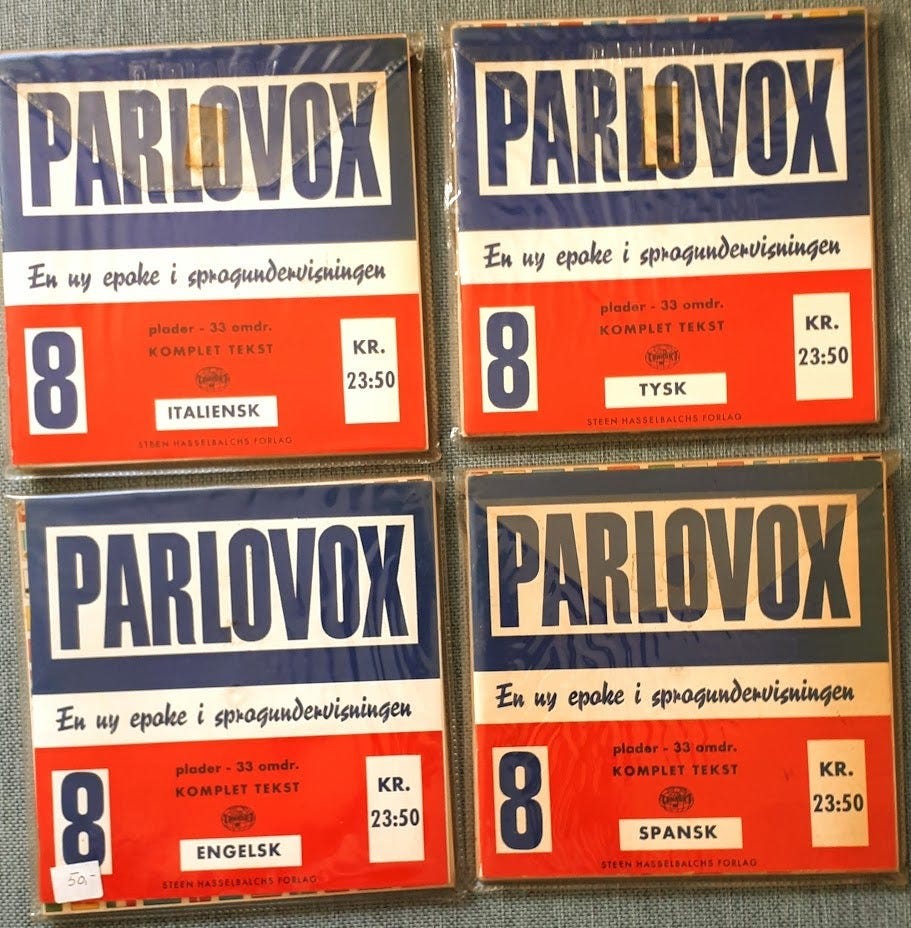 PARLOVOX
En ny epoke i sprogundervisningen
8
plader - 33 omdr.
KOMPLET TEKST
KR.
23:50
ITALIENSK
STEEN HASSELBALCHS FORLAG
PARLOVOX
En ny epoke i sprogundervisningen
8
plader - 33 omdr.
KOMPLET TEKST
KR.
23:50
TYSK
STEEN HASSELBALCHS FORLAG
PARLOVOX
En ny epoke i sprogundervisningen
8
plader - 33 omdr.
KOMPLET TEKST
KR.
23:50
ENGELSK
STEEN HASSELBALCHS FORLAG
50,-
PARLOVOX
En ny epoke i sprogundervisningen
8
plader - 33 omdr.
KOMPLET TEKST
KR.
23:50
SPANSK
STEEN HASSELBALCHS FORLAG